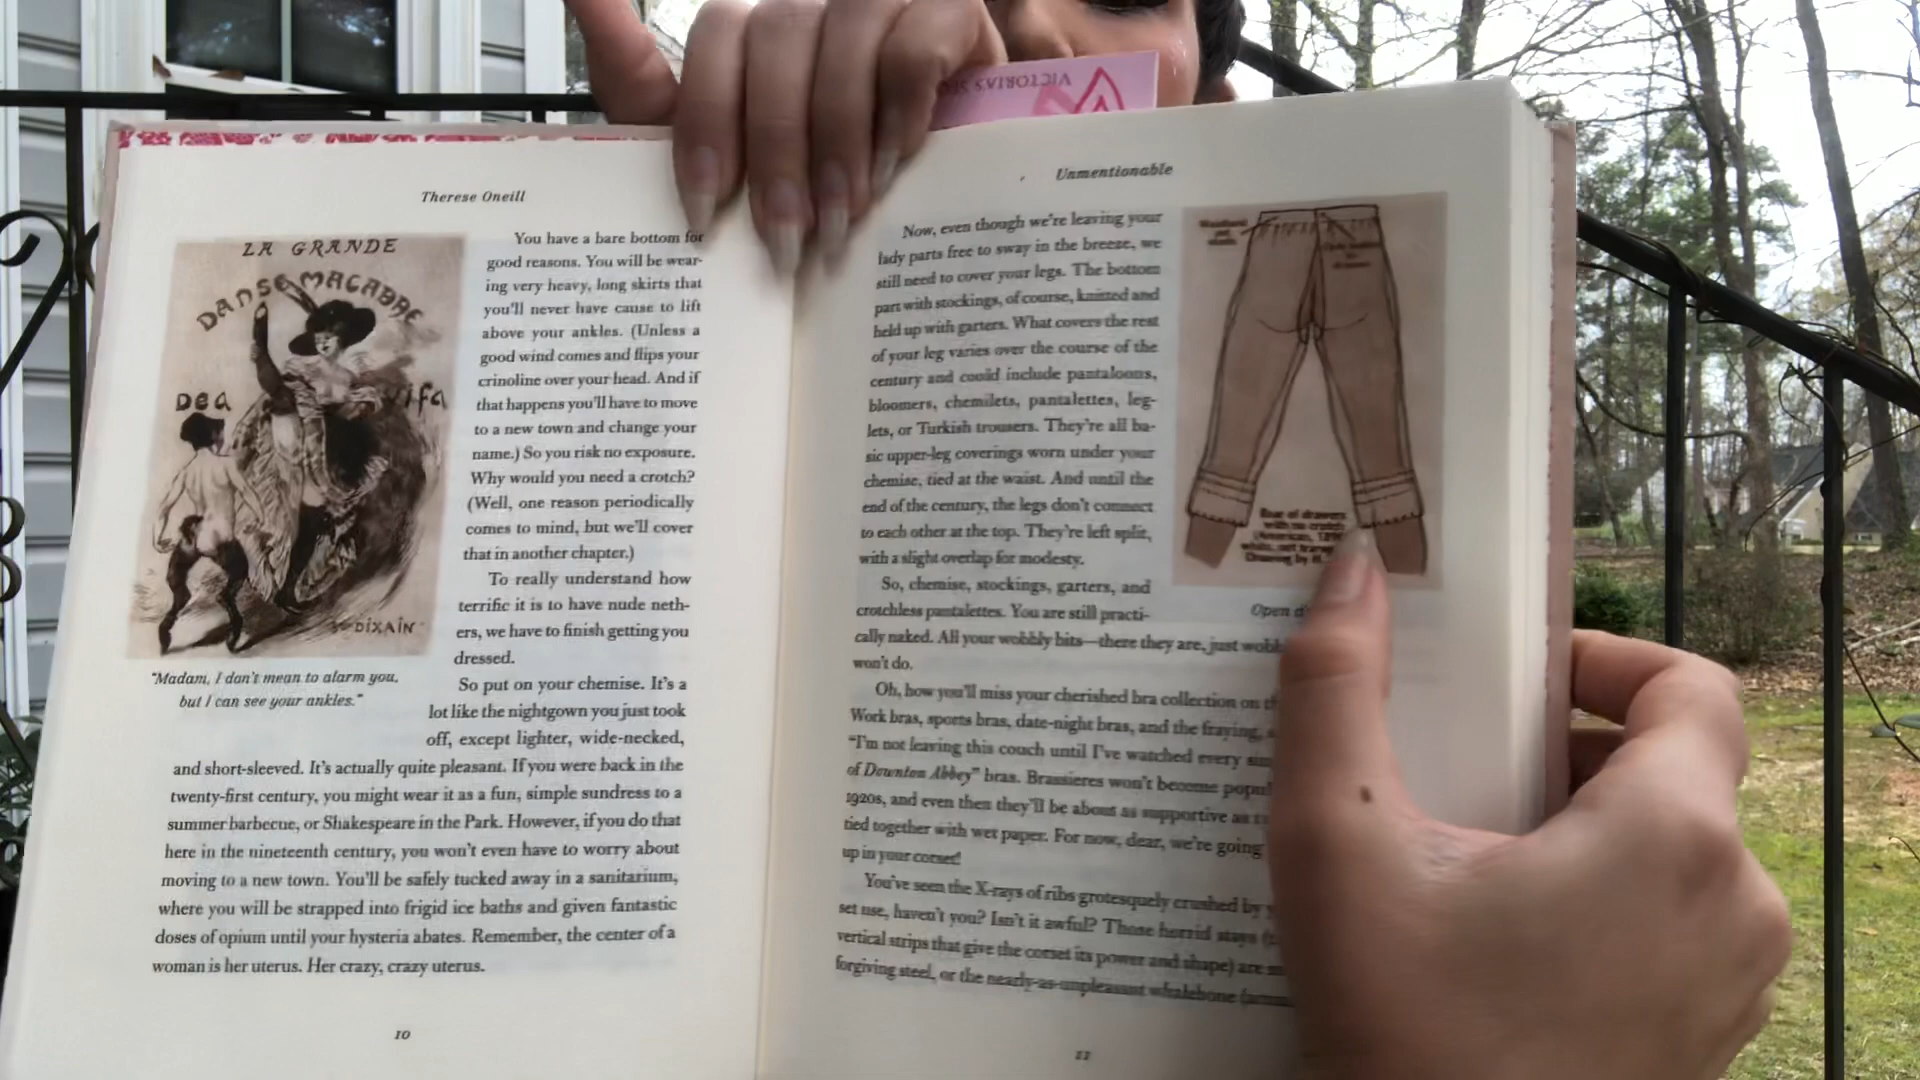 VICTORIA'S
Therese Oneill
LA GRANDE
DANSE MACABRE
DEA
DIXAIN
"Madam, I don't mean to alarm you,
but I can see your ankles."
You have a bare bottom for
good reasons. You will be wear-
ing very heavy, long skirts that
you'll never have cause to lift
above your ankles. (Unless a
good wind comes and flips your
crinoline over your head. And if
that happens you'll have to move
to a new town and change your
name.) So you risk no exposure.
Why would you need a crotch?
(Well, one reason periodically
comes to mind, but we'll cover
that in another chapter.)
To really understand how
terrific it is to have nude neth-
ers, we have to finish getting you
dressed.
So put on your chemise. It's a
lot like the nightgown you just took
off, except lighter, wide-necked,
and short-sleeved. It's actually quite pleasant. If you were back in the
twenty-first century, you might wear it as a fun, simple sundress to a
summer barbecue, or Shakespeare in the Park. However, if you do that
here in the nineteenth century, you won't even have to worry about
moving to a new town. You'll be safely tucked away in a sanitarium,
where you will be strapped into frigid ice baths and given fantastic
doses of opium until your hysteria abates. Remember, the center of a
woman is her uterus. Her crazy, crazy uterus.
10
Unmentionable
Now, even though we're leaving your
lady parts free to sway in the breeze, we
still need to cover your legs. The bottom
part with stockings, of course, knitted and
held up with garters. What covers the rest
of your leg varies over the course of the
century and could include pantaloons,
bloomers, chemilets, pantalettes, leg-
lets, or Turkish trousers. They're all ba-
sic upper-leg coverings worn under your
chemise, tied at the waist. And until the
end of the century, the legs don't connect
to each other at the top. They're left split,
with a slight overlap for modesty.
So, chemise, stockings, garters, and
crotchless pantalettes. You are still practi-
cally naked. All your wobbly bits—there they are, just
won't do.
Oh, how you'll miss your cherished bra collection on
Work bras, sports bras, date-night bras, and the fraying,
"I'm not leaving this couch until I've watched every
of Downton Abbey" bras. Brassieres won't become
1920s, and even then they'll be about as supportive as
tied together with wet paper. For now, dear, we're going
up in your corset!
You've seen the X-rays of ribs grotesquely crushed by
set use, haven't you? Isn't it awful? Those horrid stays
vertical strips that give the corset its power and shape) are
forgiving steel, or the nearly-as-unpleasant whalebone
Rear of drawers
with no crotch
(American,
Drawing by
Open
11